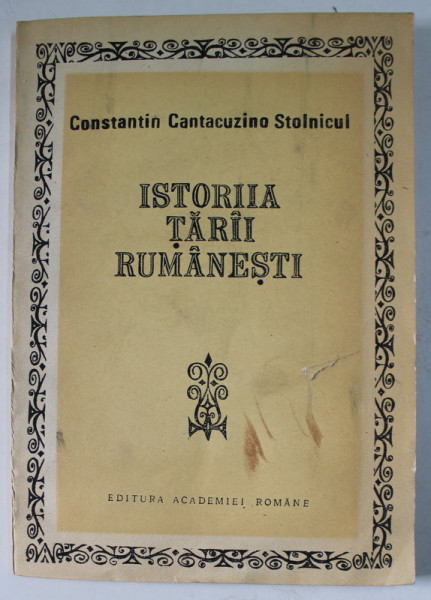 Constantin Cantacuzino Stolnicul
ISTORIIA
ȚĂRÎI
RUMÂNEȘTI
EDITURA ACADEMIEI ROMÂNE